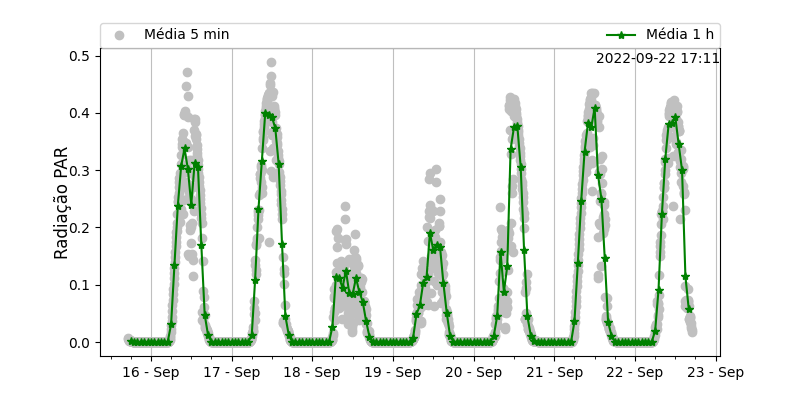 Média 5 min
Média 1 h
2022-09-22 17:11
Radiação PAR
0.5
0.4
0.3
0.2
0.1
0.0
16 - Sep
17 - Sep
18 - Sep
19 - Sep
20 - Sep
21 - Sep
22 - Sep
23 - Sep